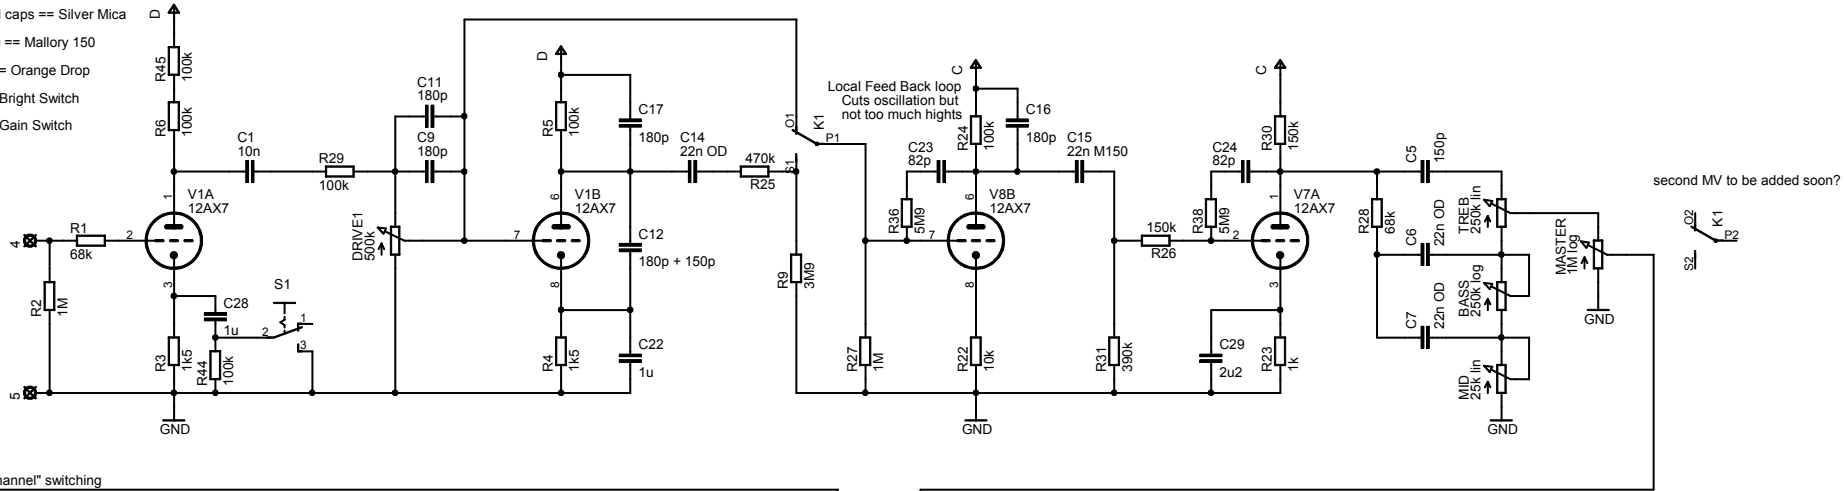 l caps == Silver Mica
== Mallory 150
= Orange Drop
Bright Switch
Gain Switch
D
R45
100k
R6
100k
C1
10n
R29
100k
C11
180p
C9
180p
V1A
12AX7
1
2
3
4
5
R1
68k
R2
1M
R3
1k5
C28
1u
R44
100k
S1
1
2
3
GND
DRIVE1
500k
D
R5
100k
C17
180p
C14
22n OD
470k
R25
V1B
12AX7
6
7
8
C12
180p + 150p
R4
1k5
C22
1u
O1
K1
P1
S1
R9
3M9
Local Feed Back loop
Cuts oscillation but
not too much hights
C
R24
100k
C16
180p
C23
82p
R36
5M9
C15
22n M150
V8B
12AX7
6
7
8
R27
1M
R22
10k
GND
R31
390k
150k
R26
C
R30
150k
C24
82p
R38
5M9
V7A
12AX7
1
2
3
C29
2u2
R23
1k
C5
150p
R28
68k
C6
22n OD
C7
22n OD
TREB
250k lin
BASS
250k log
MID
25k lin
GND
MASTER
1M log
GND
second MV to be added soon?
O2
K1
P2
S2
hannel" switching